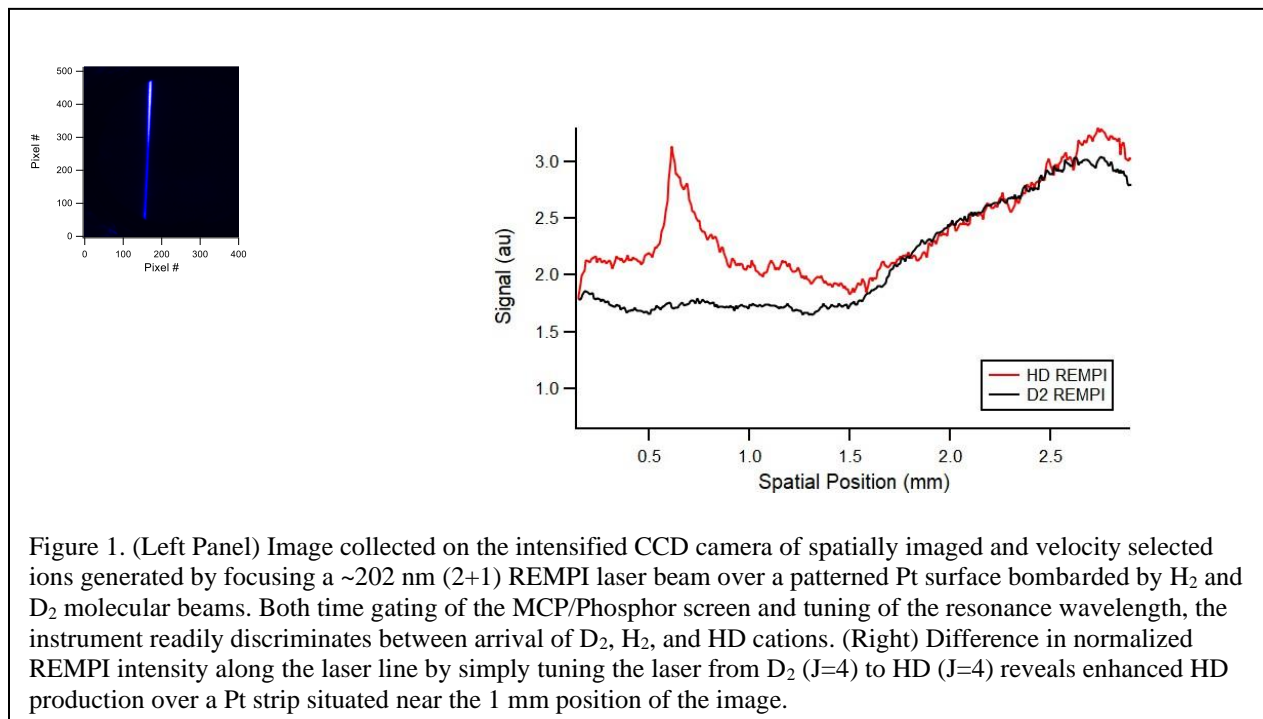 500
400
300
200
100
0
Pixel #
0 100 200 300 400
Pixel #
3.0
2.5
2.0
1.5
1.0
Signal (au)
HD REMPI
D2 REMPI
0.5 1.0 1.5 2.0 2.5
Spatial Position (mm)
Figure 1. (Left Panel) Image collected on the intensified CCD camera of spatially imaged and velocity selected
ions generated by focusing a ~202 nm (2+1) REMPI laser beam over a patterned Pt surface bombarded by H₂ and
D₂ molecular beams. Both time gating of the MCP/Phosphor screen and tuning of the resonance wavelength, the
instrument readily discriminates between arrival of D₂, H₂, and HD cations. (Right) Difference in normalized
REMPI intensity along the laser line by simply tuning the laser from D₂ (J=4) to HD (J=4) reveals enhanced HD
production over a Pt strip situated near the 1 mm position of the image.